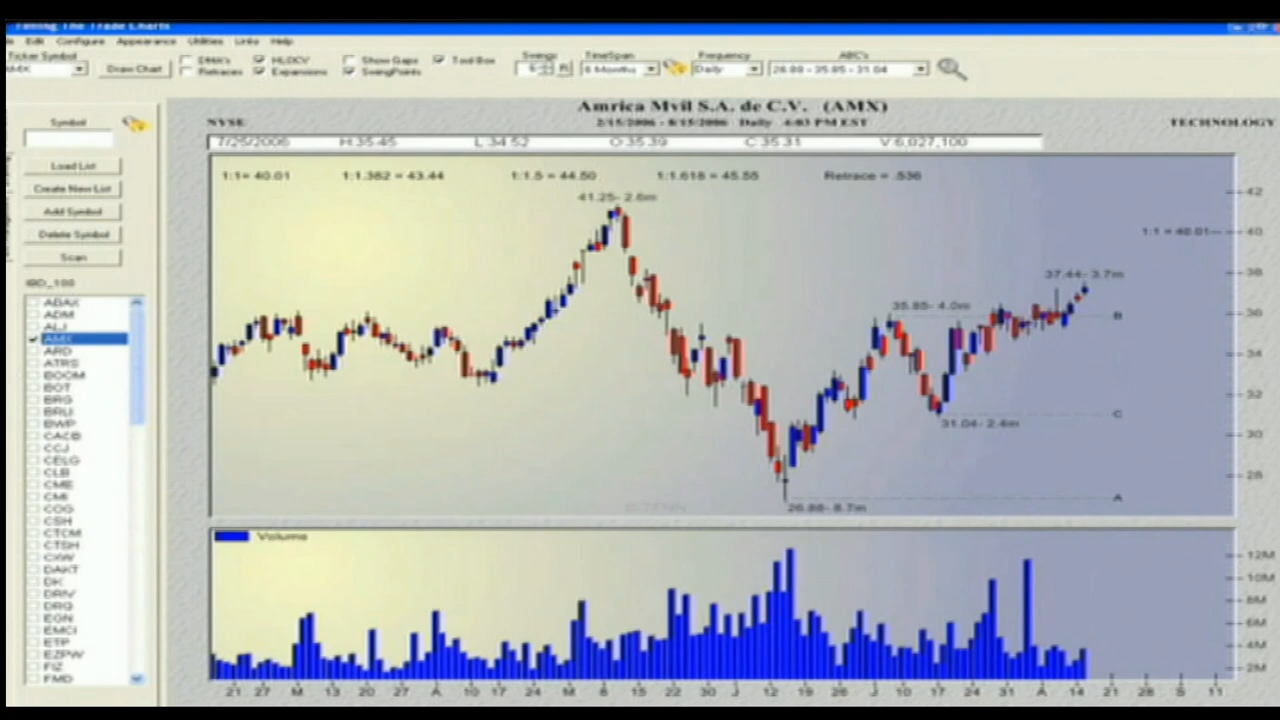 Timing The Trade Charts
Edit Configure Appearance Utilities Links Help
Ticker Symbol
AMX
Draw Chart
DMA's
Retraces
HLOCV
Expansions
Show Gaps
SwingPoints
Tool Box
Swings
TimeSpan
6 Months
Frequency
Daily
ABC's
26.88 - 35.85 - 31.04
Amrica Mvil S.A. de C.V. (AMX)
NYSE
2/15/2006 - 8/15/2006 Daily 4:03 PM EST
TECHNOLOGY
7/25/2006 H:35.45 L:34.52 O:35.39 C:35.31 V:6,027,100
Symbol
Load List
Create New List
Add Symbol
Delete Symbol
Scan
IBD_100
ABAX
ADM
ALJ
AMX
ARD
ATRS
BOOM
BOT
BRG
BRLI
BWP
CACB
CCJ
CELG
CLB
CME
CMI
COG
CSH
CTCM
CTSH
CXW
DAKT
DK
DRIV
DRQ
EGN
EMCI
ETP
EZPW
FIZ
FMD
1:1= 40.01 1:1.382 = 43.44 1:1.5 = 44.50 1:1.618 = 45.55 Retrace = .536
41.25- 2.6m
42
1:1 = 40.01
40
37.44- 3.7m
38
35.85- 4.0m
B
36
34
32
C
31.04- 2.4m
30
28
A
26.88- 8.7m
Volume
12M
10M
8M
6M
4M
2M
21 27 M 13 20 27 A 10 17 24 M 8 15 22 30 J 12 19 26 J 10 17 24 31 A 14 21 28 S 11